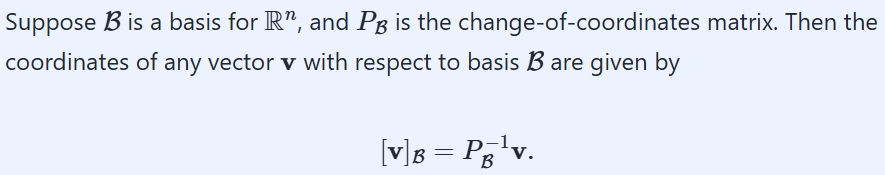 Suppose ℬ is a basis for ℝⁿ, and P_ℬ is the change-of-coordinates matrix. Then the
coordinates of any vector 𝐯 with respect to basis ℬ are given by
[𝐯]_ℬ = P_ℬ⁻¹𝐯.